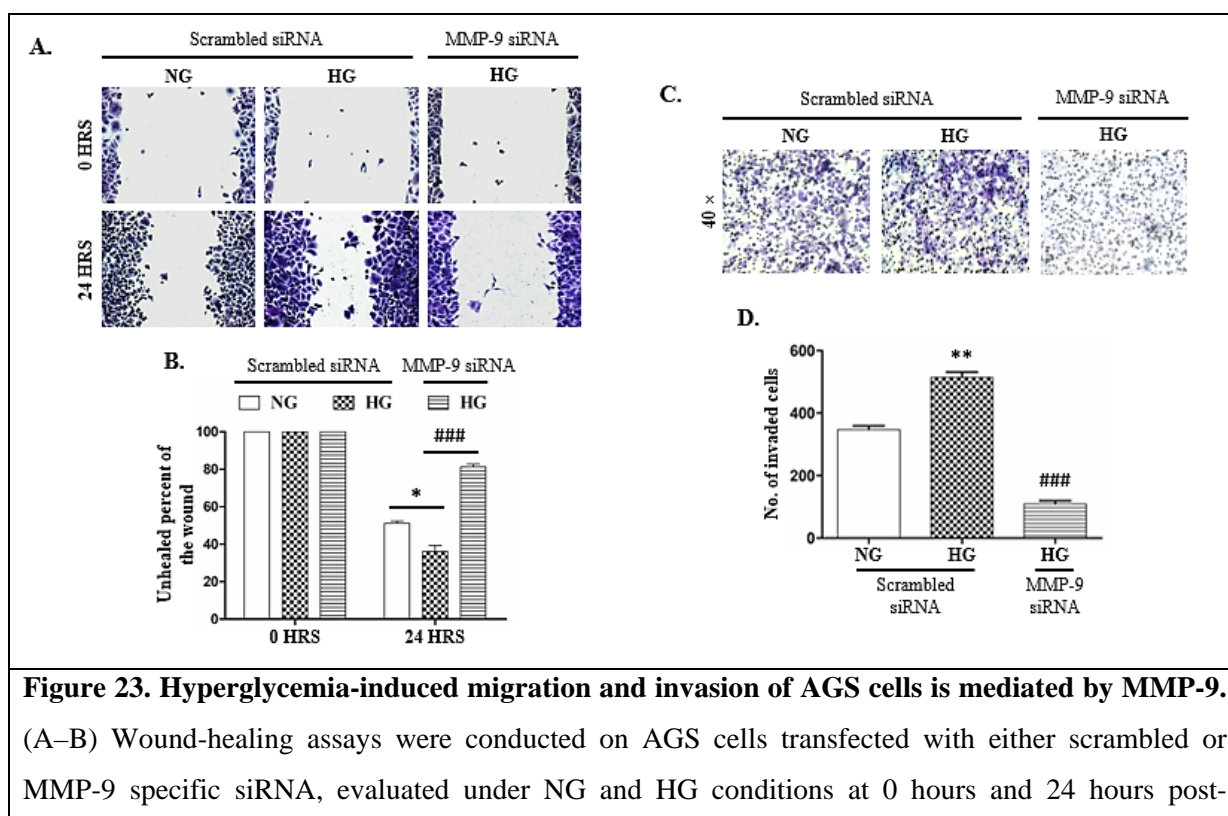 A.
Scrambled siRNA MMP-9 siRNA
NG HG HG
0 HRS
24 HRS
B.
Scrambled siRNA MMP-9 siRNA
NG HG HG
Unhealed percent of
the wound
100
80
60
40
20
0
* ###
0 HRS 24 HRS
C.
Scrambled siRNA MMP-9 siRNA
NG HG HG
40 ×
D.
No. of invaded cells
600
400
200
0
** ###
NG HG HG
Scrambled
siRNA
MMP-9
siRNA
Figure 23. Hyperglycemia-induced migration and invasion of AGS cells is mediated by MMP-9.
(A–B) Wound-healing assays were conducted on AGS cells transfected with either scrambled or
MMP-9 specific siRNA, evaluated under NG and HG conditions at 0 hours and 24 hours post-